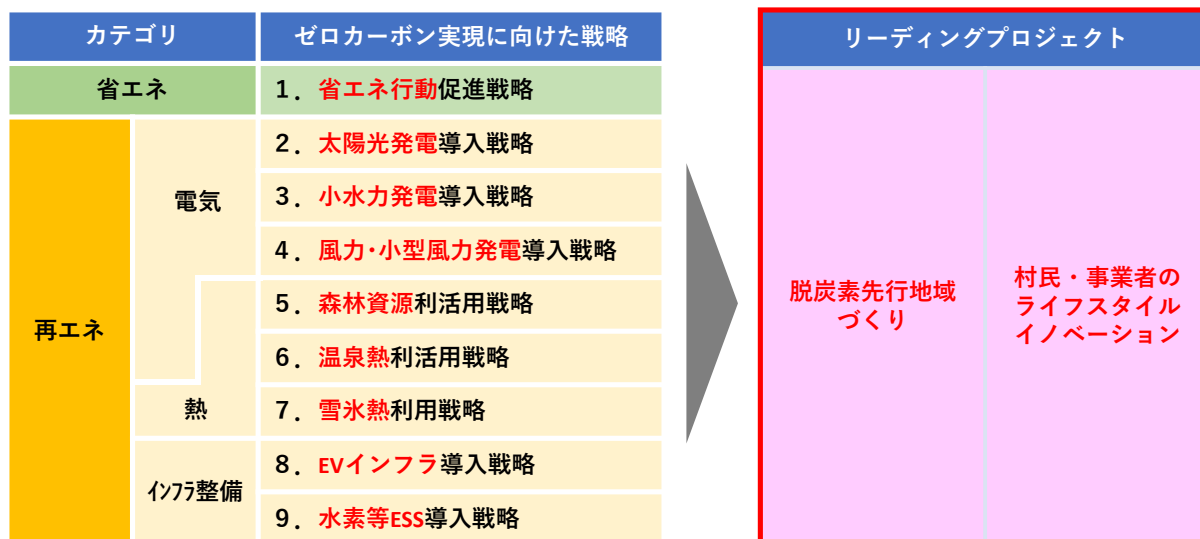 カテゴリ
ゼロカーボン実現に向けた戦略
リーディングプロジェクト
省エネ
1．省エネ行動促進戦略
再エネ
電気
2．太陽光発電導入戦略
3．小水力発電導入戦略
4．風力・小型風力発電導入戦略
5．森林資源利活用戦略
6．温泉熱利活用戦略
熱
7．雪氷熱利用戦略
ｲﾝﾌﾗ整備
8．EVインフラ導入戦略
9．水素等ESS導入戦略
脱炭素先行地域
づくり
村民・事業者の
ライフスタイル
イノベーション